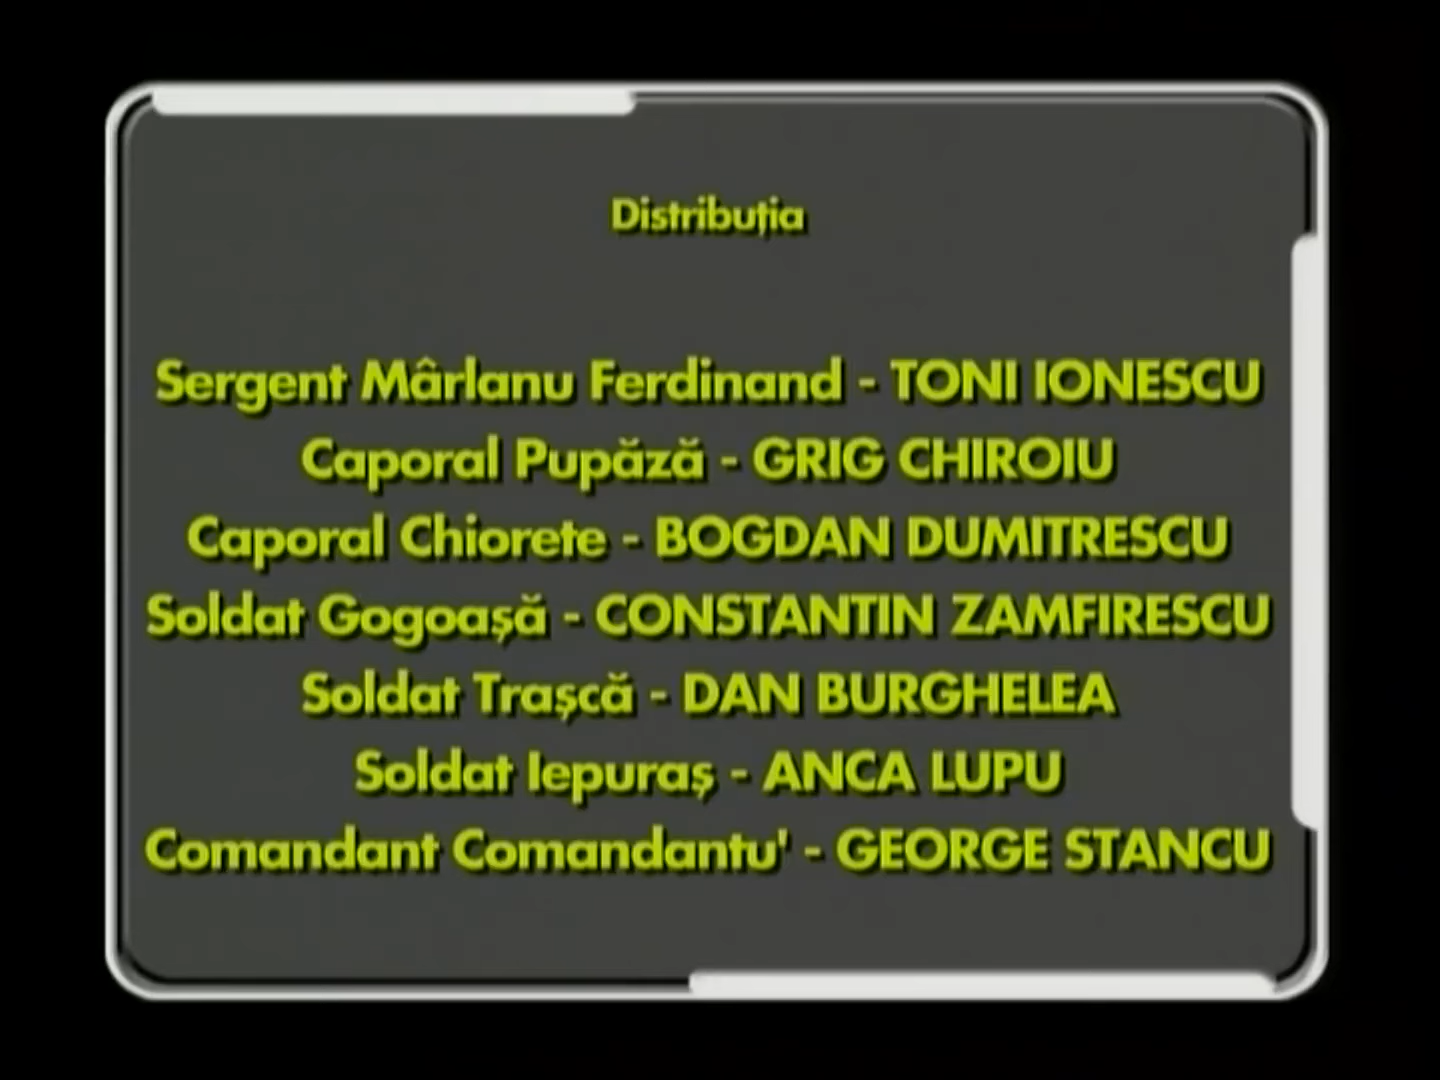 Distribuția
Sergent Mârlanu Ferdinand - TONI IONESCU
Caporal Pupăză - GRIG CHIROIU
Caporal Chiorete - BOGDAN DUMITRESCU
Soldat Gogoașă - CONSTANTIN ZAMFIRESCU
Soldat Trașcă - DAN BURGHELEA
Soldat Iepuraș - ANCA LUPU
Comandant Comandantu' - GEORGE STANCU